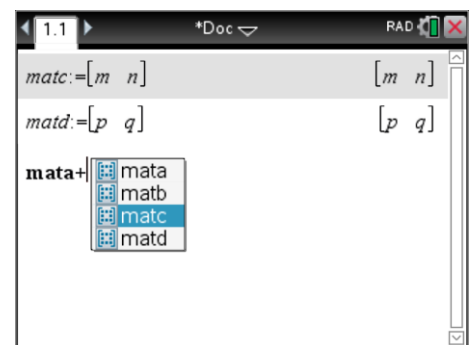 1.1 *Doc RAD
matc:=[m n] [m n]
matd:=[p q] [p q]
mata+
mata
matb
matc
matd